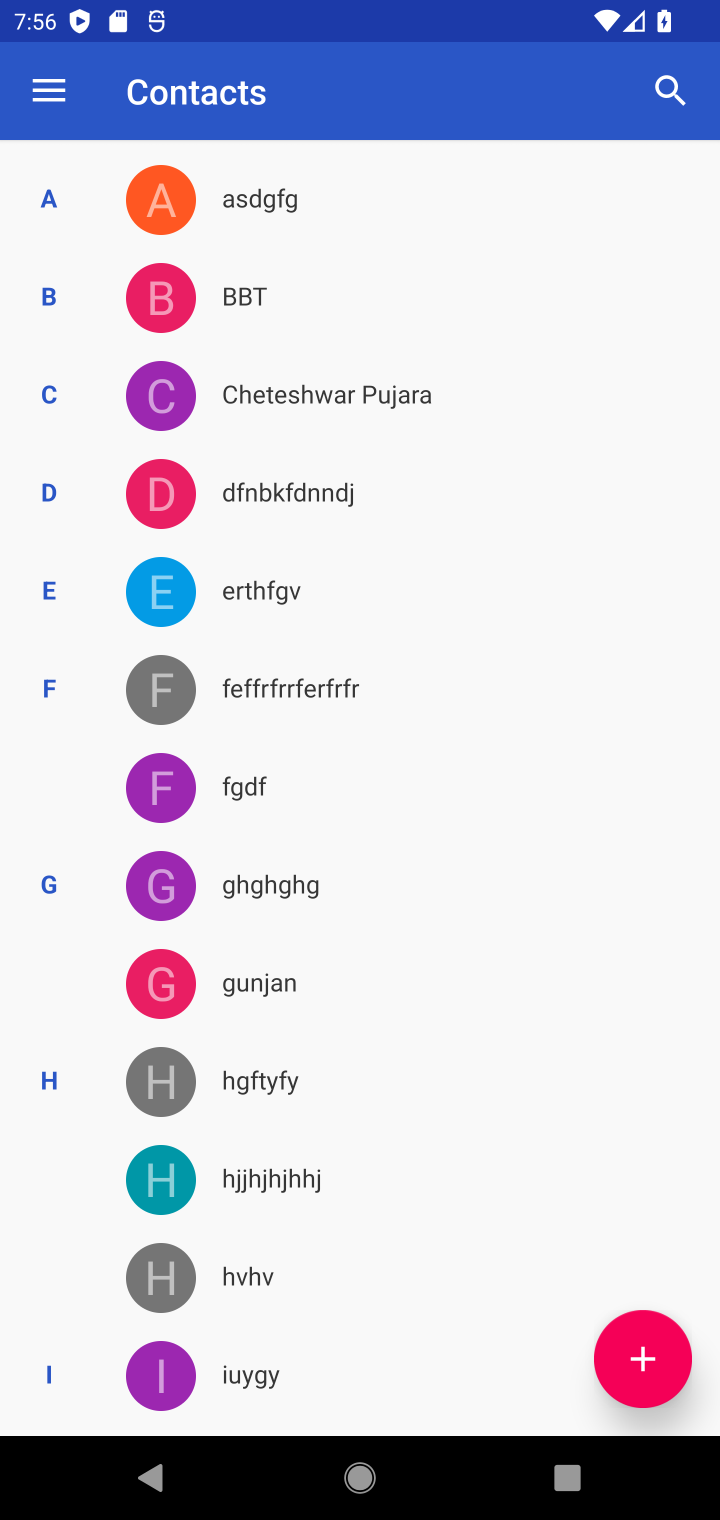 7:56
Contacts
A A asdgfg
B B BBT
C C Cheteshwar Pujara
D D dfnbkfdnndj
E E erthfgv
F F feffrfrrferfrfr
F fgdf
G G ghghghg
G gunjan
H H hgftyfy
H hjjhjhjhhj
H hvhv
I I iuygy